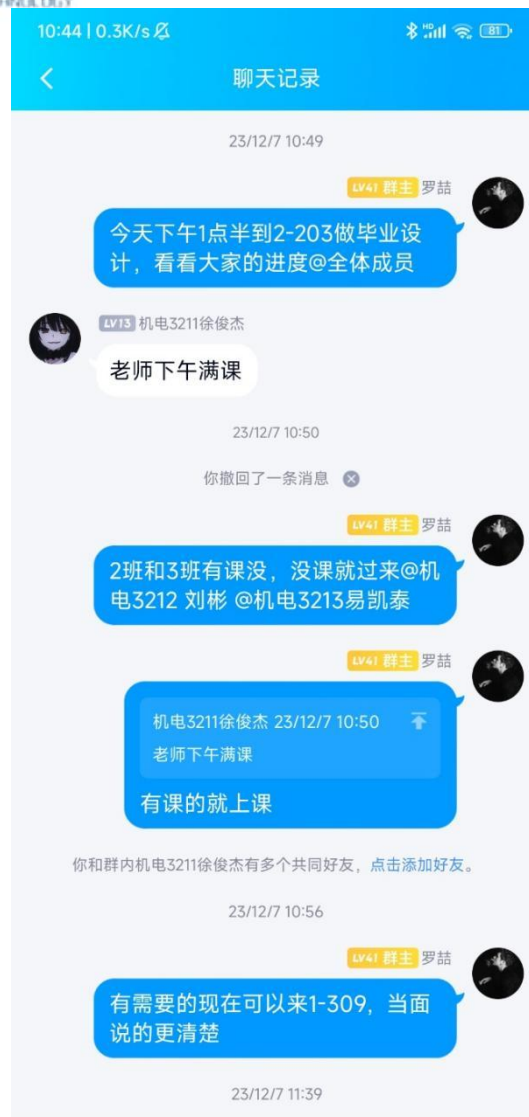 10:44 | 0.3K/s
HD
81
聊天记录
23/12/7 10:49
LV41 群主 罗喆
今天下午1点半到2-203做毕业设
计，看看大家的进度@全体成员
LV13 机电3211徐俊杰
老师下午满课
23/12/7 10:50
你撤回了一条消息
LV41 群主 罗喆
2班和3班有课没，没课就过来@机
电3212 刘彬 @机电3213易凯泰
LV41 群主 罗喆
机电3211徐俊杰 23/12/7 10:50
老师下午满课
有课的就上课
你和群内机电3211徐俊杰有多个共同好友，点击添加好友。
23/12/7 10:56
LV41 群主 罗喆
有需要的现在可以来1-309，当面
说的更清楚
23/12/7 11:39